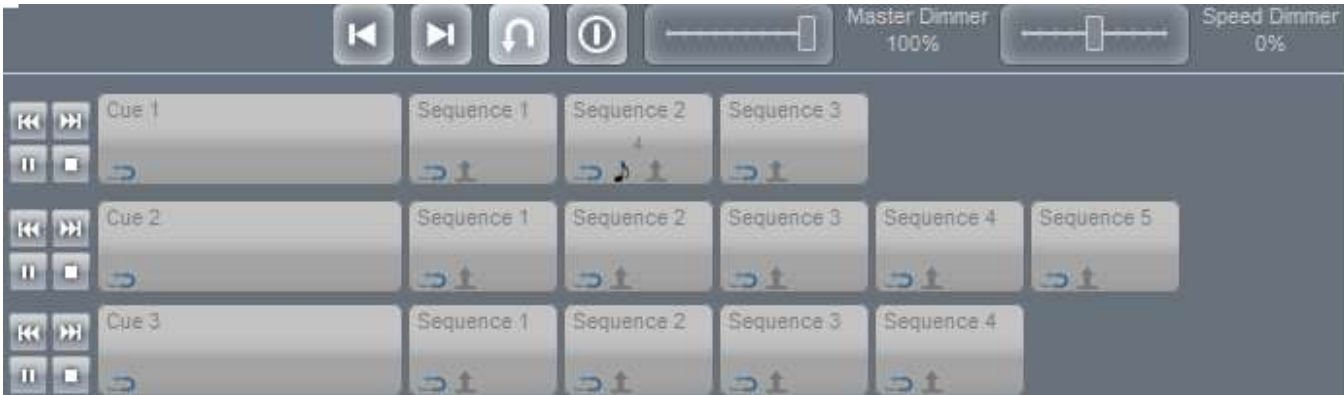 Master Dimmer
100%
Speed Dimmer
0%
Cue 1
Sequence 1
Sequence 2
4
Sequence 3
Cue 2
Sequence 1
Sequence 2
Sequence 3
Sequence 4
Sequence 5
Cue 3
Sequence 1
Sequence 2
Sequence 3
Sequence 4